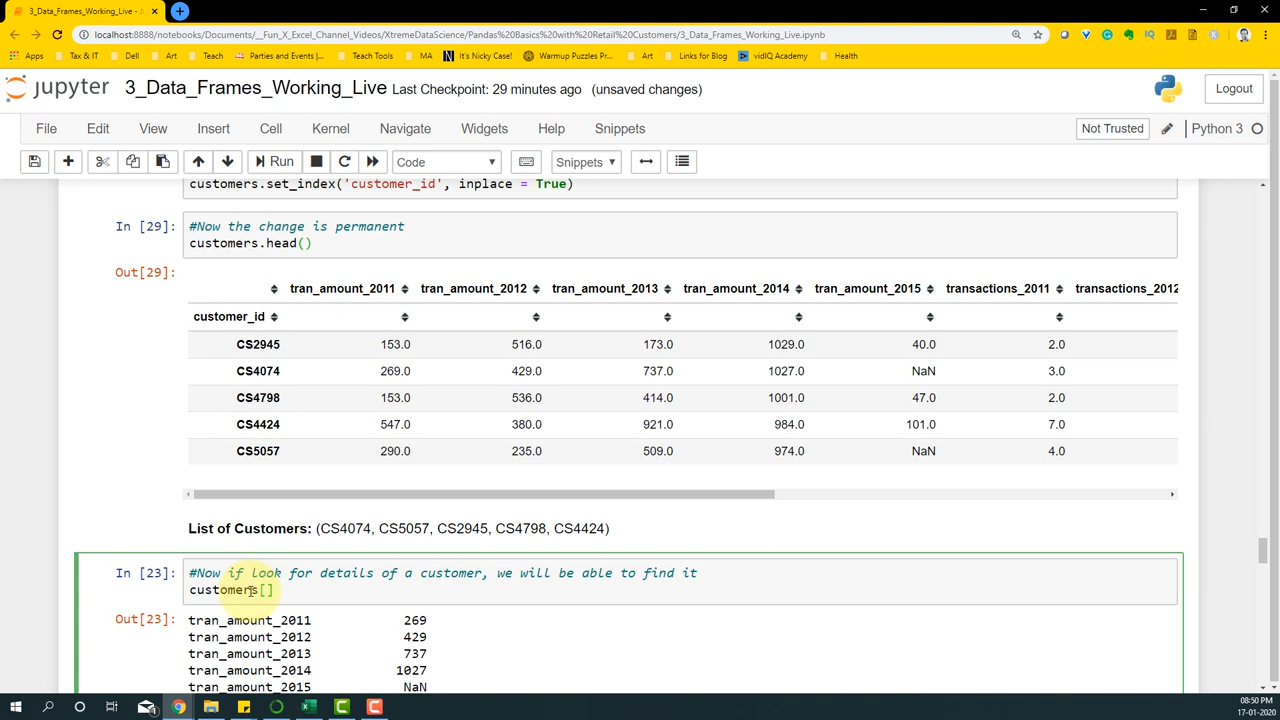 3_Data_Frames_Working_Live - Ju
localhost:8888/notebooks/Documents/__Fun_X_Excel_Channel_Videos/XtremeDataScience/Pandas%20Basics%20with%20Retail%20Customers/3_Data_Frames_Working_Live.ipynb
Apps Tax & IT Dell Art Teach Parties and Events |... Teach Tools MA It's Nicky Case! Warmup Puzzles Pr... Art Links for Blog vidIQ Academy Health
jupyter 3_Data_Frames_Working_Live Last Checkpoint: 29 minutes ago (unsaved changes) Logout
File Edit View Insert Cell Kernel Navigate Widgets Help Snippets Not Trusted Python 3
Run Code Snippets
customers.set_index('customer_id', inplace = True)
In [29]: #Now the change is permanent
customers.head()
Out[29]:
tran_amount_2011 tran_amount_2012 tran_amount_2013 tran_amount_2014 tran_amount_2015 transactions_2011 transactions_2012
customer_id
CS2945 153.0 516.0 173.0 1029.0 40.0 2.0
CS4074 269.0 429.0 737.0 1027.0 NaN 3.0
CS4798 153.0 536.0 414.0 1001.0 47.0 2.0
CS4424 547.0 380.0 921.0 984.0 101.0 7.0
CS5057 290.0 235.0 509.0 974.0 NaN 4.0
List of Customers: (CS4074, CS5057, CS2945, CS4798, CS4424)
In [23]: #Now if look for details of a customer, we will be able to find it
customers[]
Out[23]: tran_amount_2011 269
tran_amount_2012 429
tran_amount_2013 737
tran_amount_2014 1027
tran_amount_2015 NaN
08:50 PM
17-01-2020